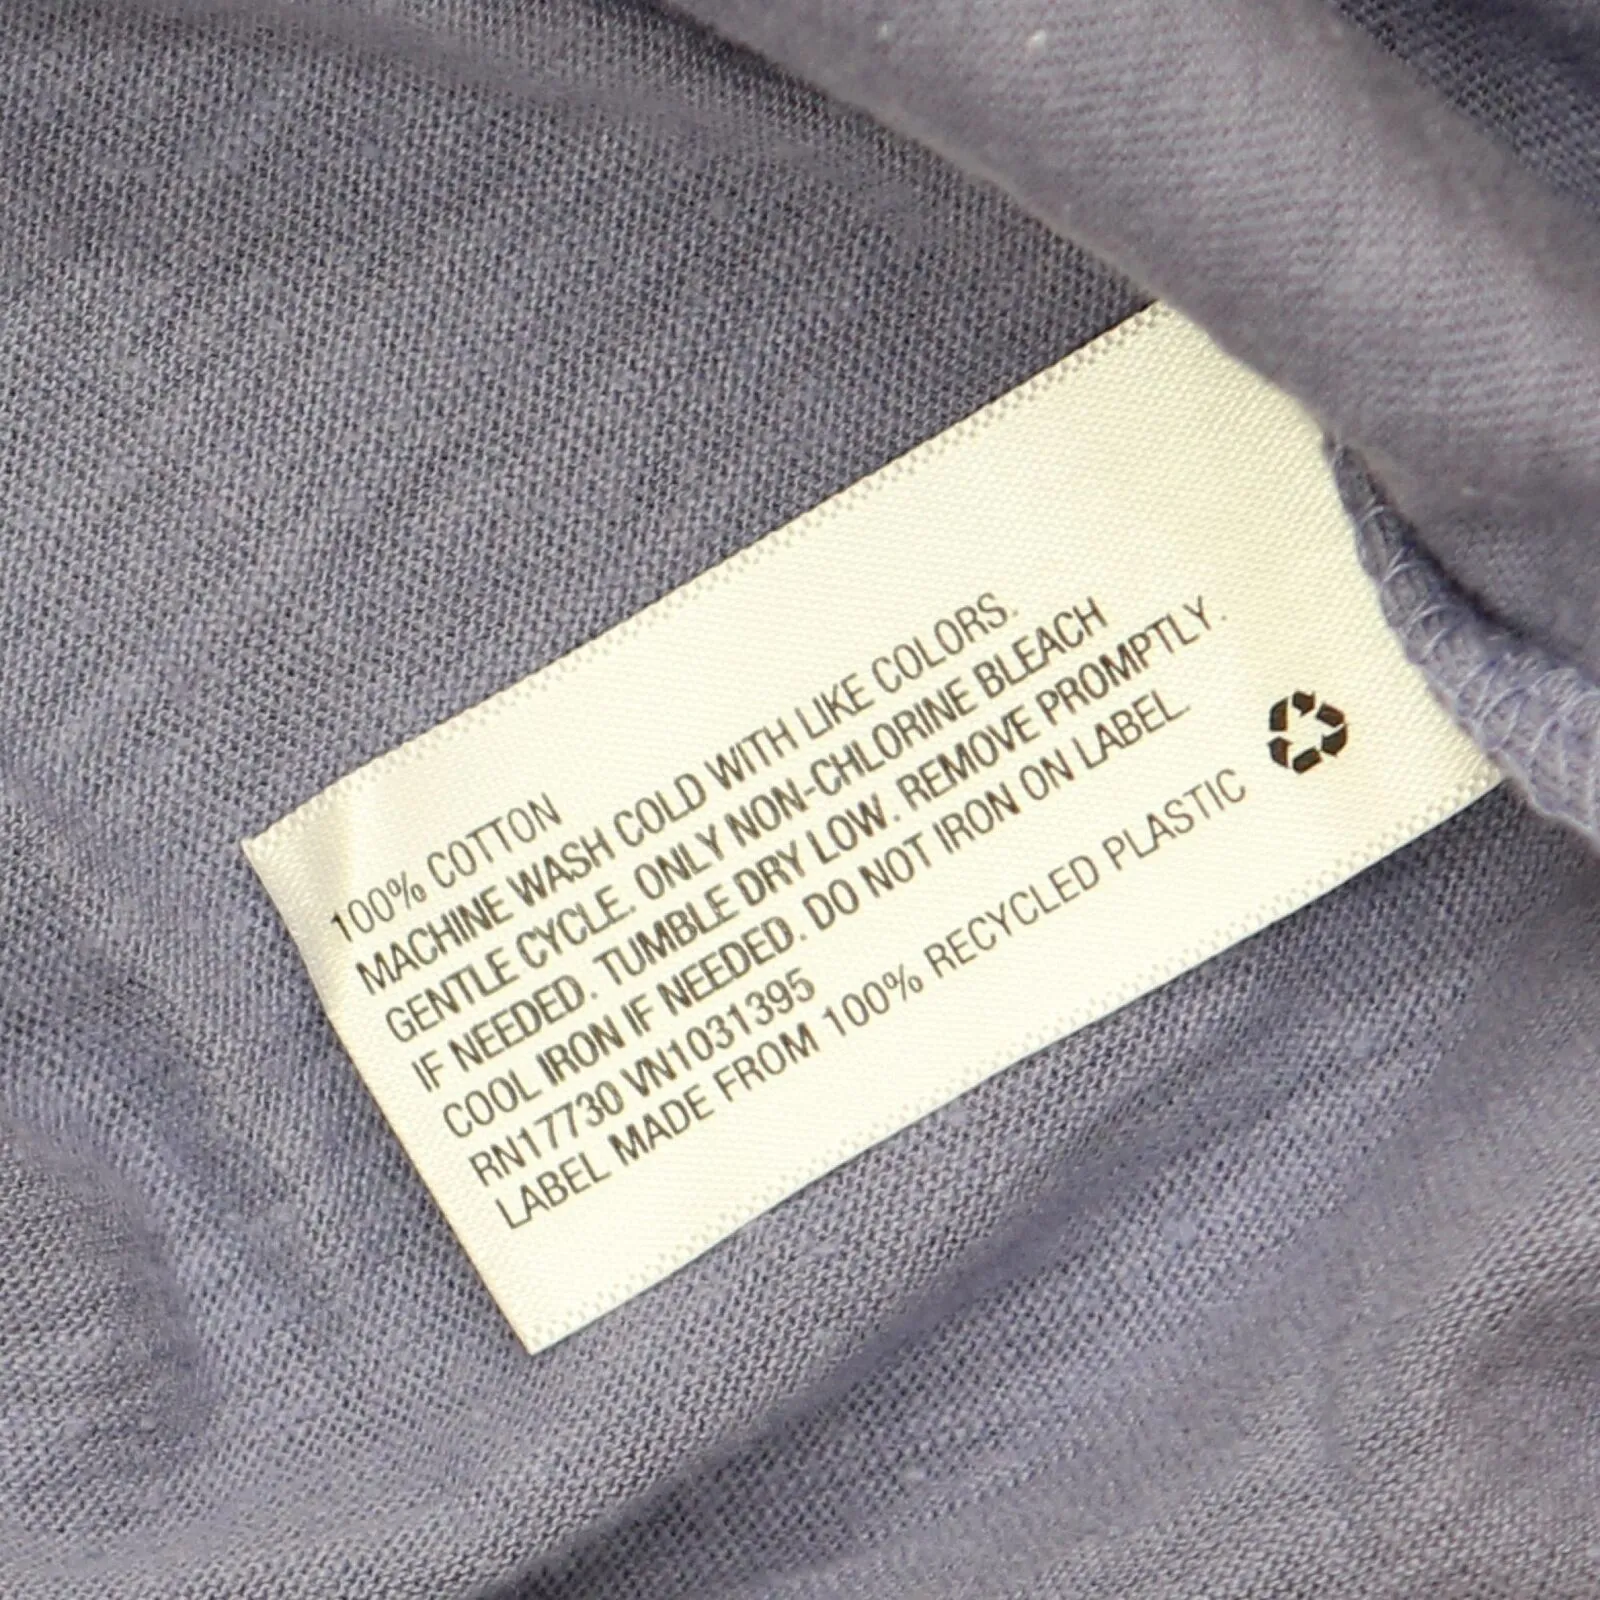 100% COTTON
MACHINE WASH COLD WITH LIKE COLORS.
GENTLE CYCLE. ONLY NON-CHLORINE BLEACH
IF NEEDED. TUMBLE DRY LOW. REMOVE PROMPTLY.
COOL IRON IF NEEDED. DO NOT IRON ON LABEL.
RN17730 VN1031395
LABEL MADE FROM 100% RECYCLED PLASTIC